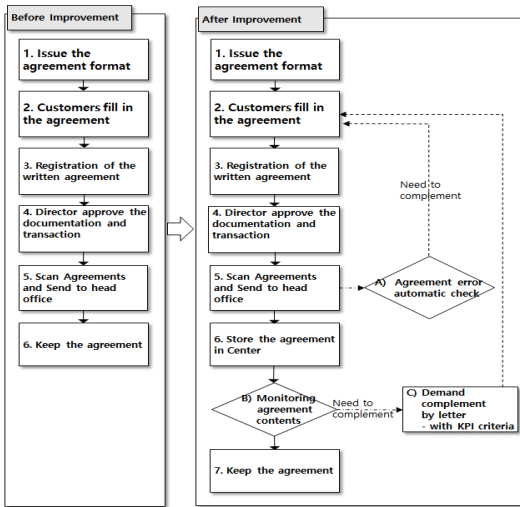 Before Improvement
1. Issue the
agreement format
2. Customers fill in
the agreement
3. Registration of the
written agreement
4. Director approve the
documentation and
transaction
5. Scan Agreements
and Send to head
office
6. Keep the agreement
After Improvement
1. Issue the
agreement format
2. Customers fill in
the agreement
3. Registration of the
written agreement
4. Director approve the
documentation and
transaction
5. Scan Agreements
and Send to head
office
Need to
complement
A) Agreement error
automatic check
6. Store the agreement
in Center
B) Monitoring
agreement
contents
Need to
complement
C) Demand
complement
by letter
- with KPI criteria
7. Keep the agreement